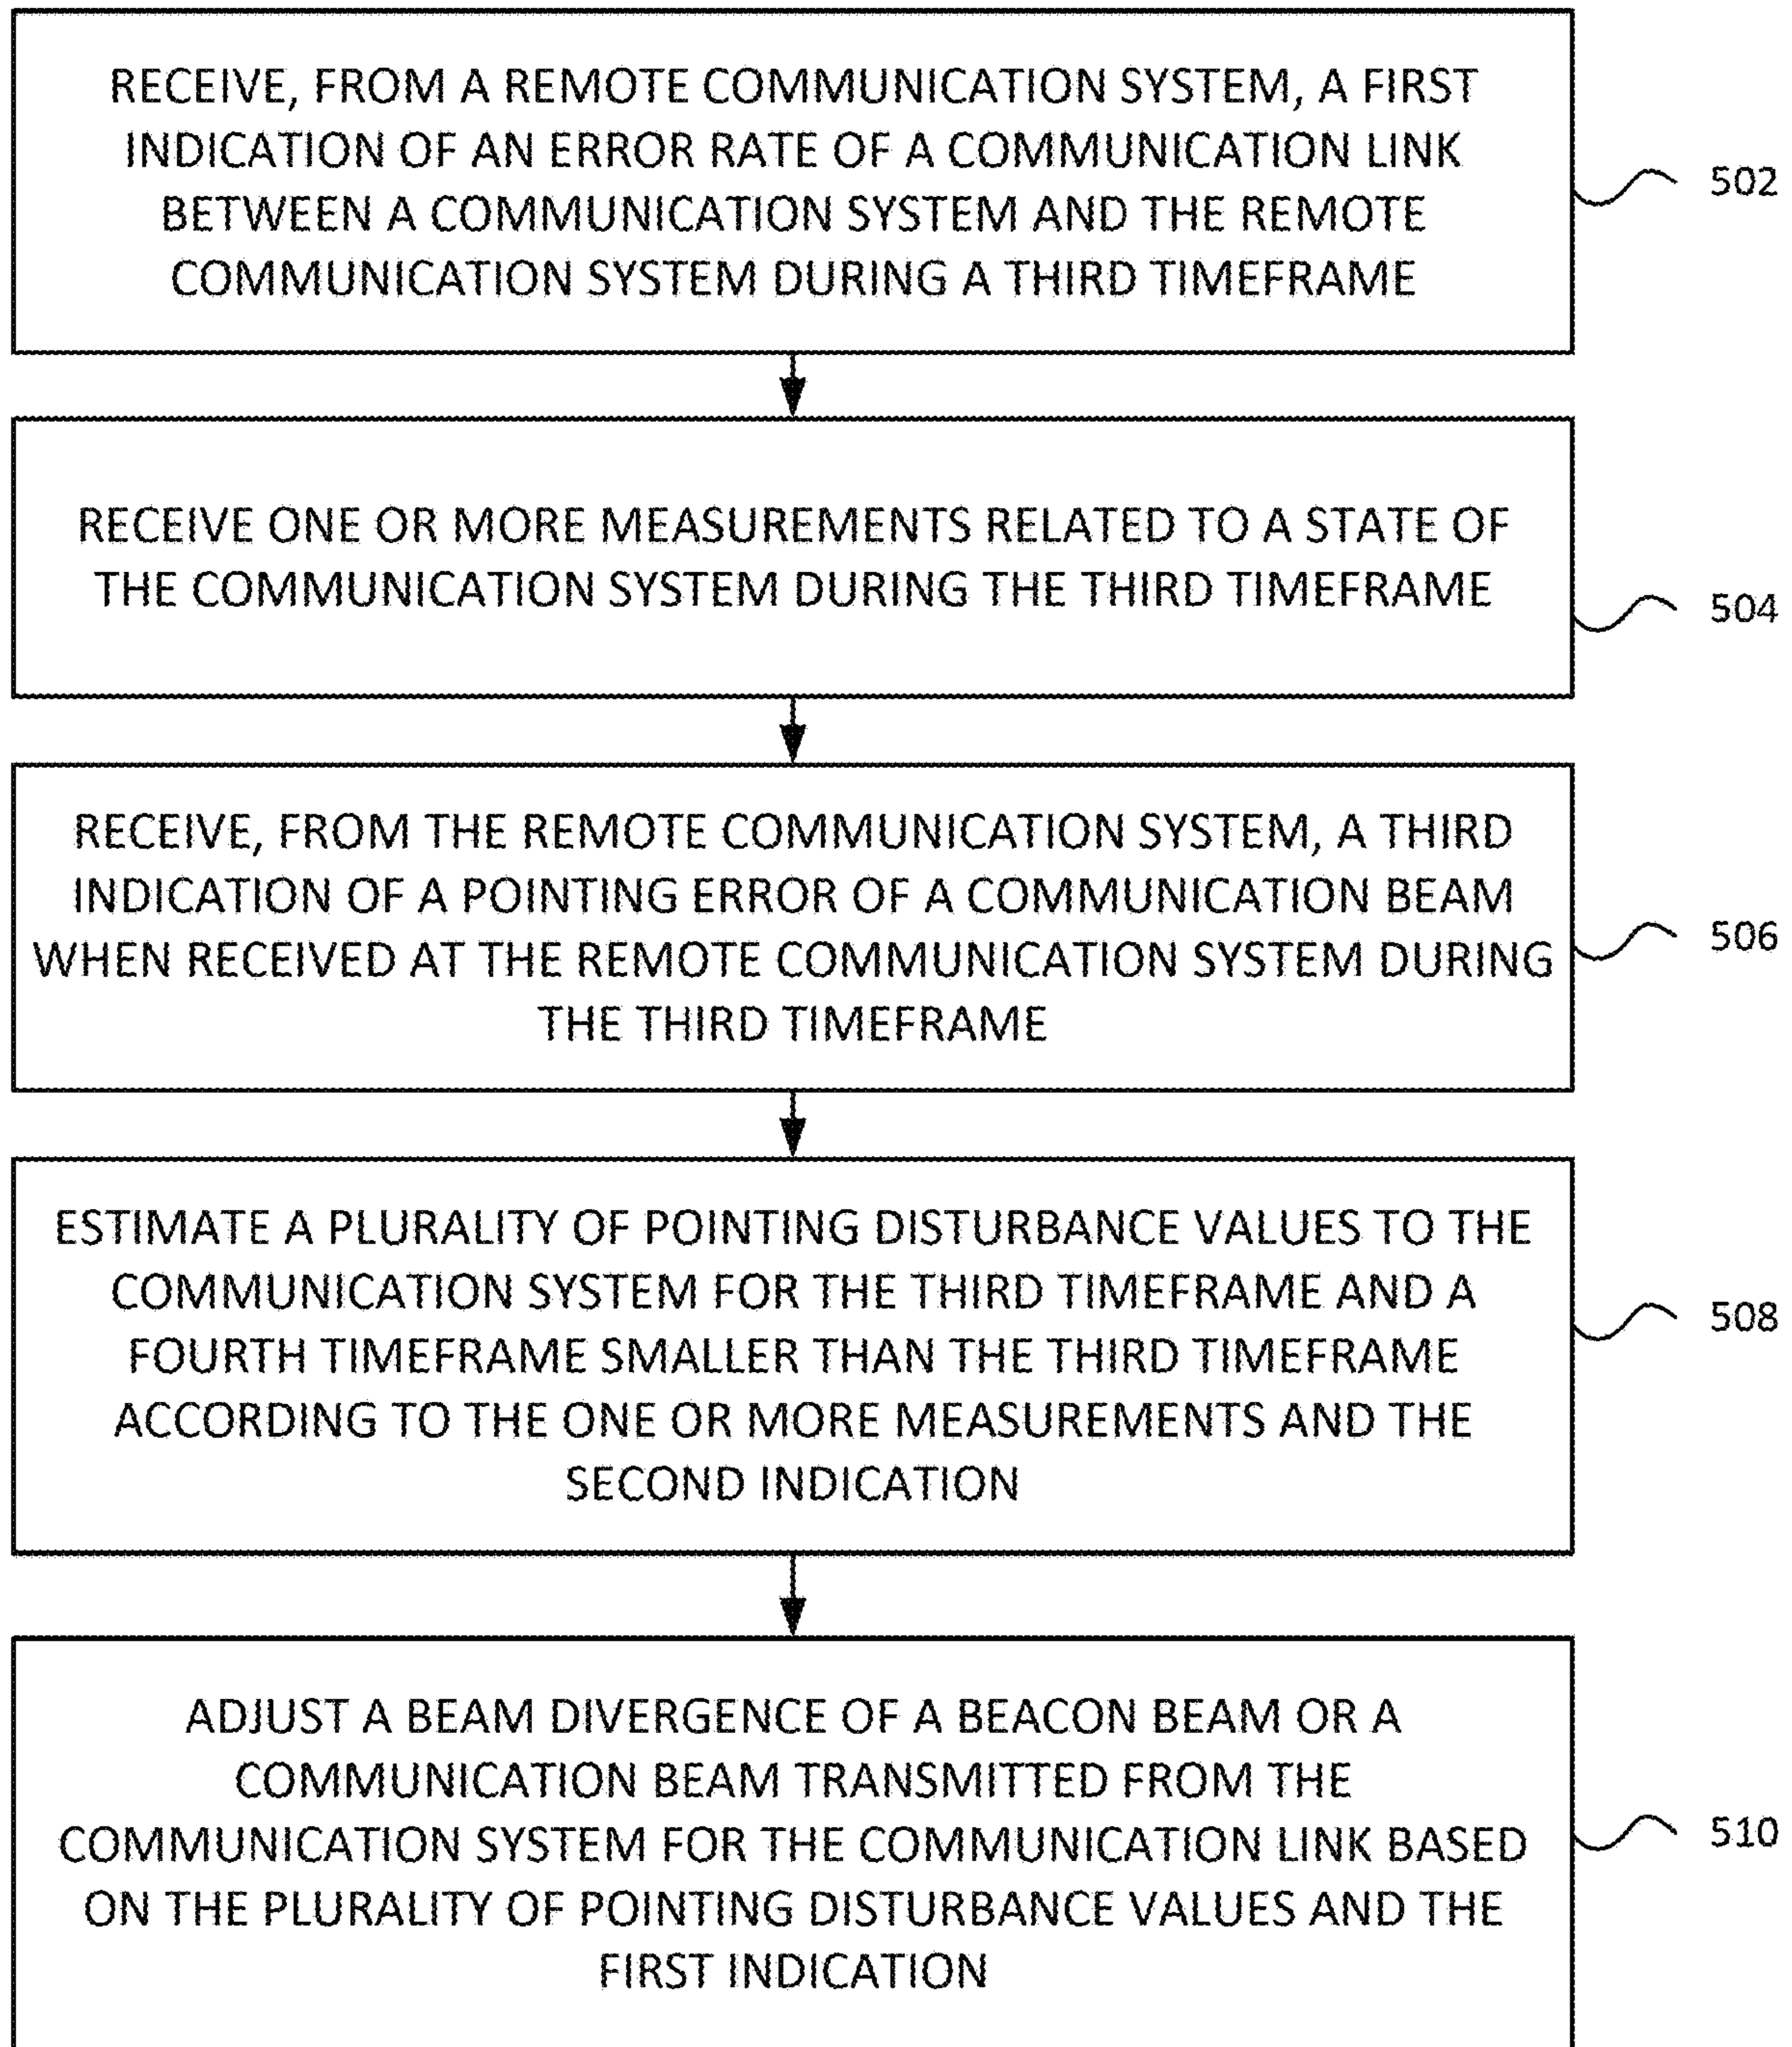 RECEIVE, FROM A REMOTE COMMUNICATION SYSTEM, A FIRST
INDICATION OF AN ERROR RATE OF A COMMUNICATION LINK
BETWEEN A COMMUNICATION SYSTEM AND THE REMOTE
COMMUNICATION SYSTEM DURING A THIRD TIMEFRAME
502
RECEIVE ONE OR MORE MEASUREMENTS RELATED TO A STATE OF
THE COMMUNICATION SYSTEM DURING THE THIRD TIMEFRAME
504
RECEIVE, FROM THE REMOTE COMMUNICATION SYSTEM, A THIRD
INDICATION OF A POINTING ERROR OF A COMMUNICATION BEAM
WHEN RECEIVED AT THE REMOTE COMMUNICATION SYSTEM DURING
THE THIRD TIMEFRAME
506
ESTIMATE A PLURALITY OF POINTING DISTURBANCE VALUES TO THE
COMMUNICATION SYSTEM FOR THE THIRD TIMEFRAME AND A
FOURTH TIMEFRAME SMALLER THAN THE THIRD TIMEFRAME
ACCORDING TO THE ONE OR MORE MEASUREMENTS AND THE
SECOND INDICATION
508
ADJUST A BEAM DIVERGENCE OF A BEACON BEAM OR A
COMMUNICATION BEAM TRANSMITTED FROM THE
COMMUNICATION SYSTEM FOR THE COMMUNICATION LINK BASED
ON THE PLURALITY OF POINTING DISTURBANCE VALUES AND THE
FIRST INDICATION
510